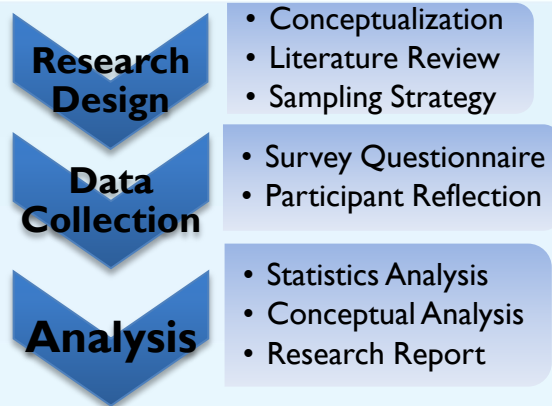 Research
Design
• Conceptualization
• Literature Review
• Sampling Strategy
Data
Collection
• Survey Questionnaire
• Participant Reflection
Analysis
• Statistics Analysis
• Conceptual Analysis
• Research Report